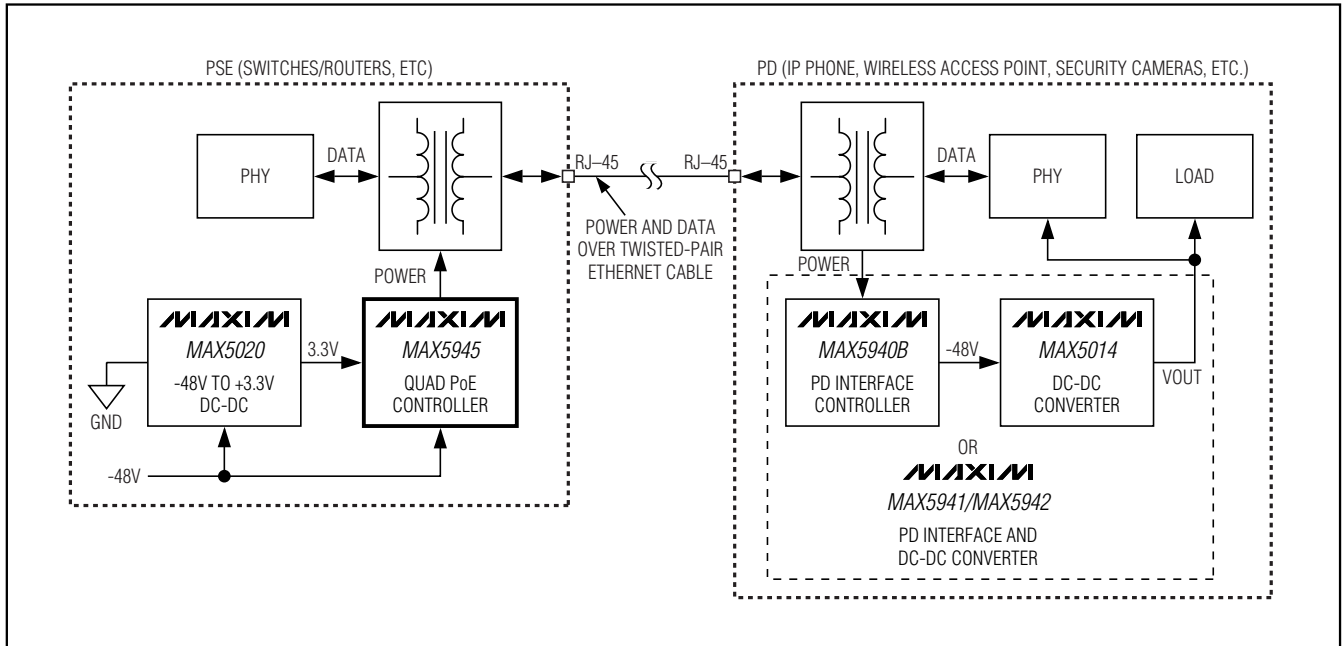 PSE (SWITCHES/ROUTERS, ETC)
PHY
DATA
RJ–45
POWER
MAXIM
MAX5020
-48V TO +3.3V
DC-DC
GND
3.3V
MAXIM
MAX5945
QUAD PoE
CONTROLLER
-48V
POWER AND DATA
OVER TWISTED-PAIR
ETHERNET CABLE
PD (IP PHONE, WIRELESS ACCESS POINT, SECURITY CAMERAS, ETC.)
RJ–45
DATA
PHY
LOAD
POWER
MAXIM
MAX5940B
PD INTERFACE
CONTROLLER
-48V
MAXIM
MAX5014
DC-DC
CONVERTER
VOUT
OR
MAXIM
MAX5941/MAX5942
PD INTERFACE AND
DC-DC CONVERTER